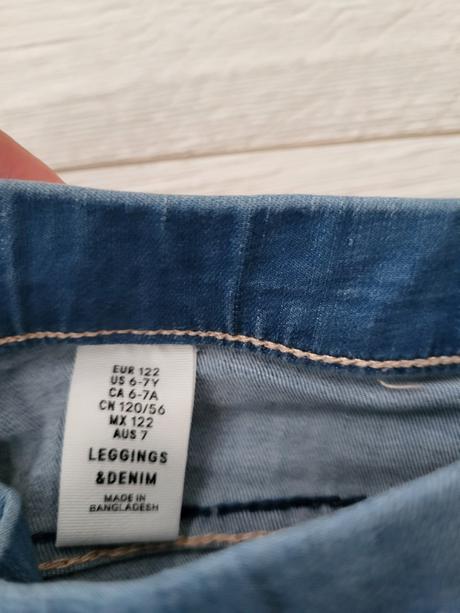 EUR 122
US 6-7Y
CA 6-7A
CN 120/56
MX 122
AUS 7
LEGGINGS
&DENIM
MADE IN
BANGLADESH